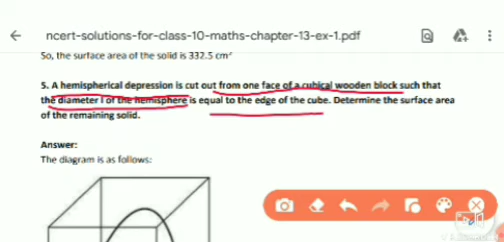 ncert-solutions-for-class-10-maths-chapter-13-ex-1.pdf
So, the surface area of the solid is 332.5 cm²
5. A hemispherical depression is cut out from one face of a cubical wooden block such that
the diameter l of the hemisphere is equal to the edge of the cube. Determine the surface area
of the remaining solid.
Answer:
The diagram is as follows: